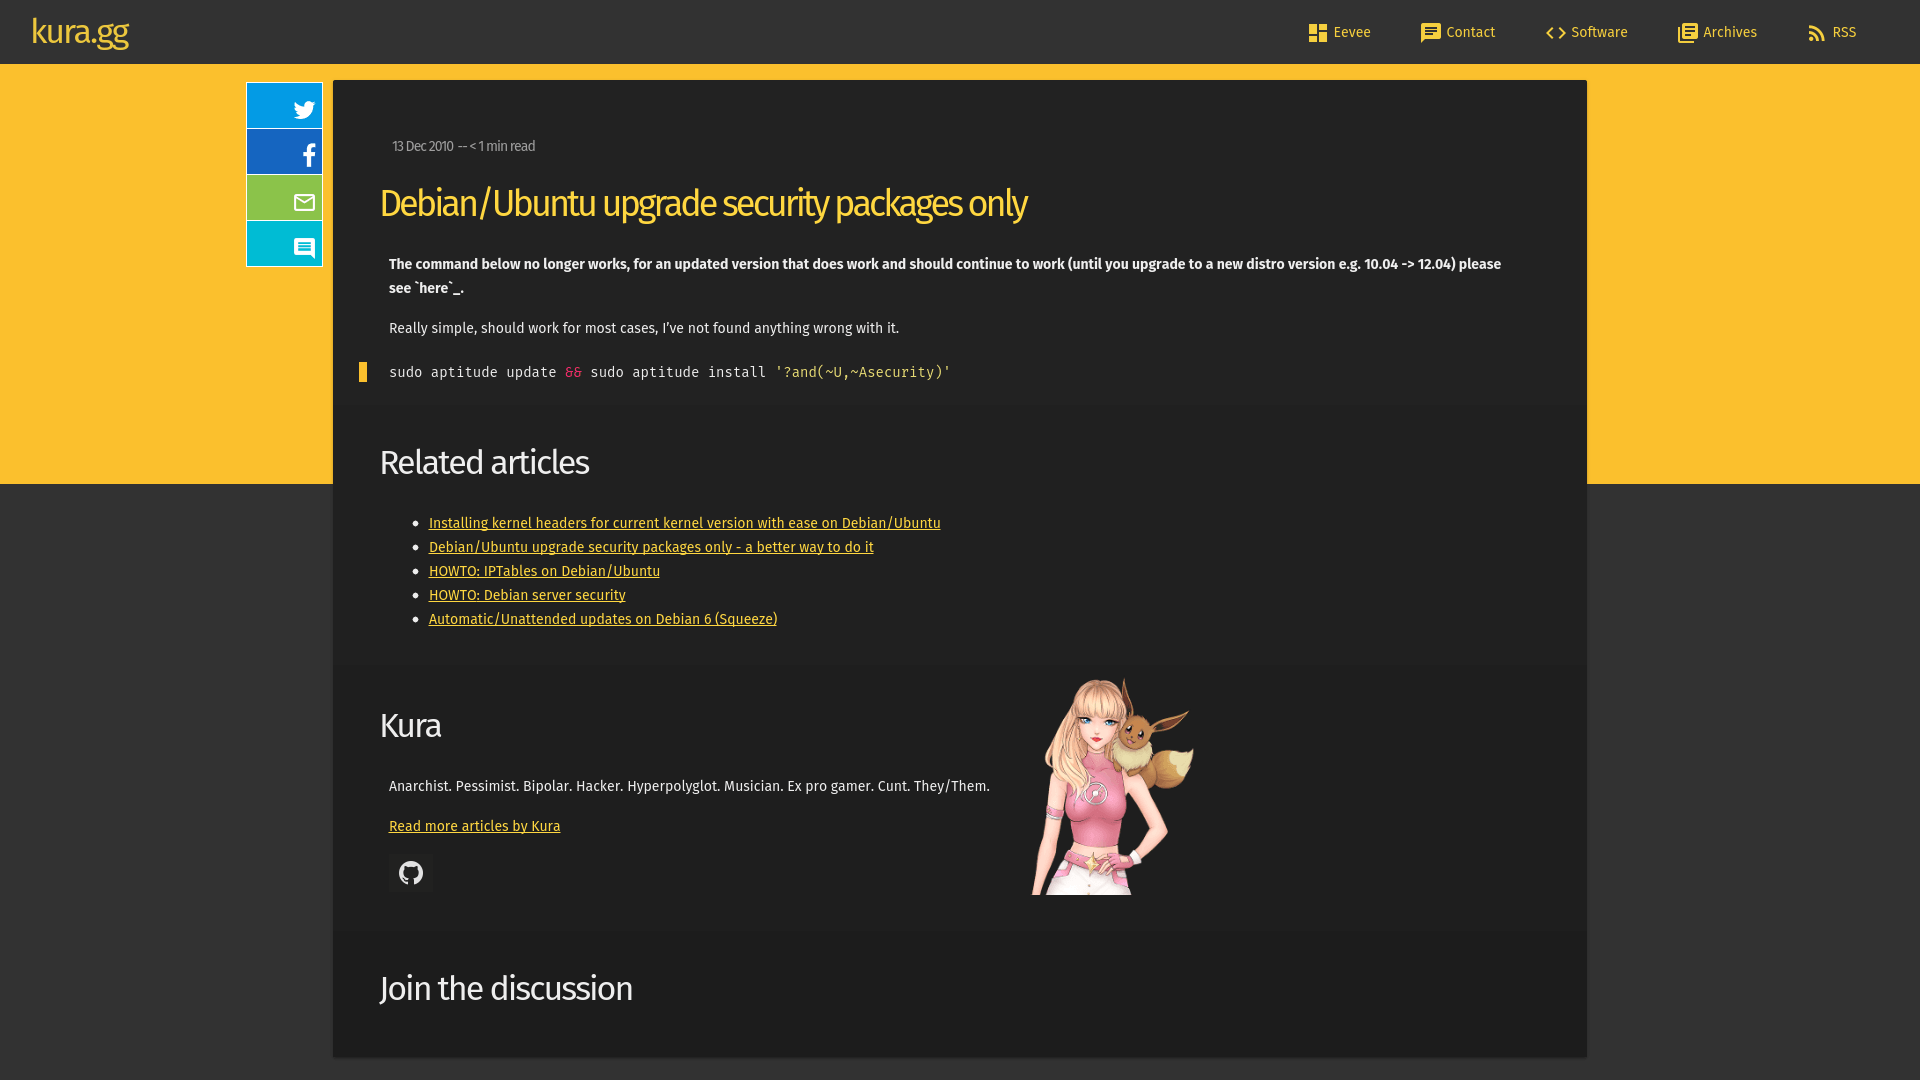 kura.gg
Eevee
Contact
Software
Archives
RSS
13 Dec 2010 -- < 1 min read
Debian/Ubuntu upgrade security packages only
The command below no longer works, for an updated version that does work and should continue to work (until you upgrade to a new distro version e.g. 10.04 -> 12.04) please
see `here`_.
Really simple, should work for most cases, I’ve not found anything wrong with it.
sudo aptitude update && sudo aptitude install '?and(~U,~Asecurity)'
Related articles
Installing kernel headers for current kernel version with ease on Debian/Ubuntu
Debian/Ubuntu upgrade security packages only - a better way to do it
HOWTO: IPTables on Debian/Ubuntu
HOWTO: Debian server security
Automatic/Unattended updates on Debian 6 (Squeeze)
Kura
Anarchist. Pessimist. Bipolar. Hacker. Hyperpolyglot. Musician. Ex pro gamer. Cunt. They/Them.
Read more articles by Kura
Join the discussion